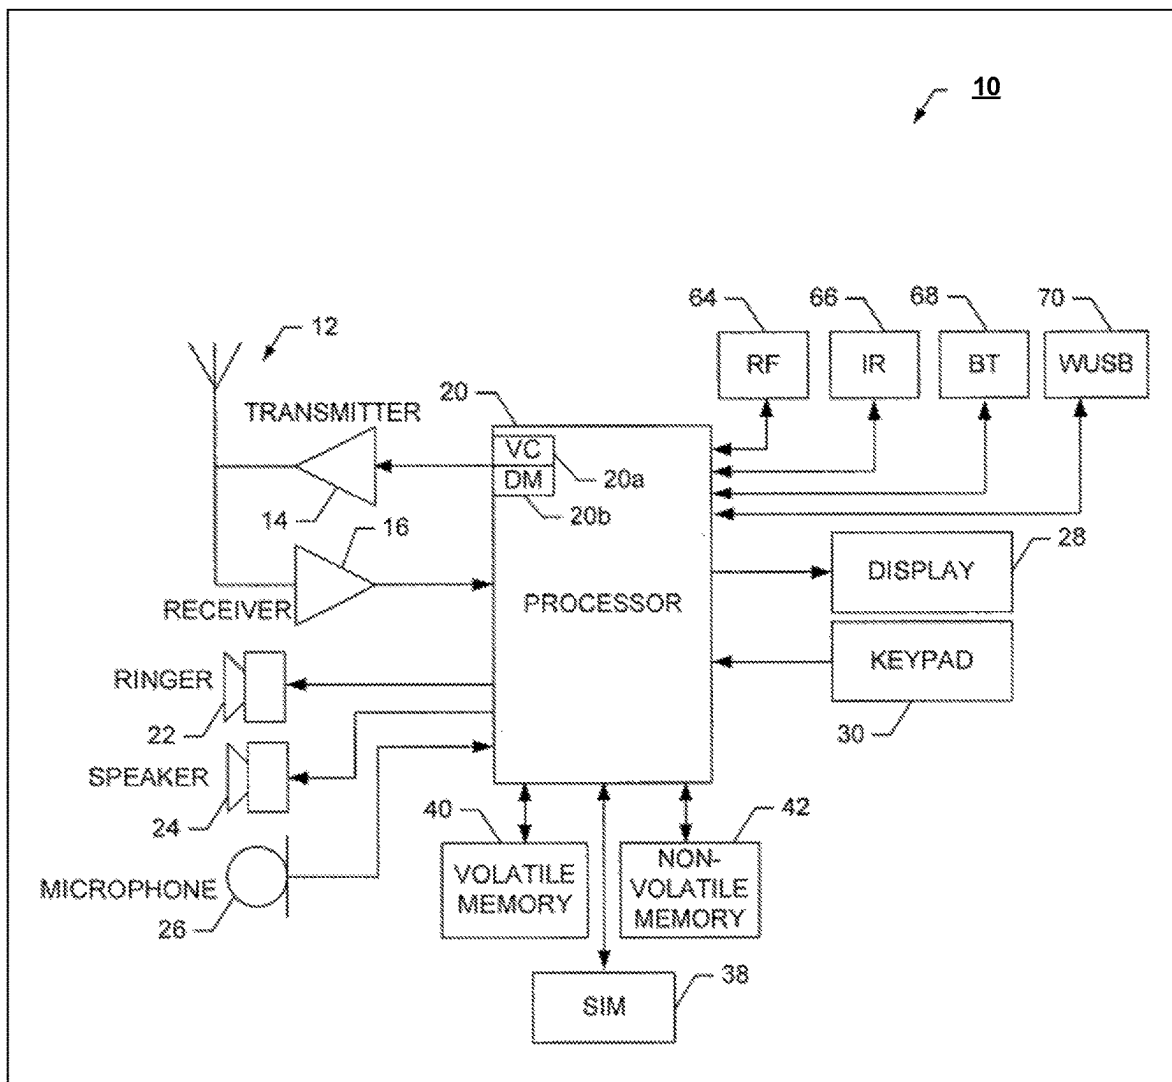 10
64
66
68
70
RF
IR
BT
WUSB
12
TRANSMITTER
20
VC
DM
20a
20b
14
16
RECEIVER
PROCESSOR
28
DISPLAY
KEYPAD
30
RINGER
22
SPEAKER
24
MICROPHONE
26
40
VOLATILE
MEMORY
42
NON-
VOLATILE
MEMORY
SIM
38